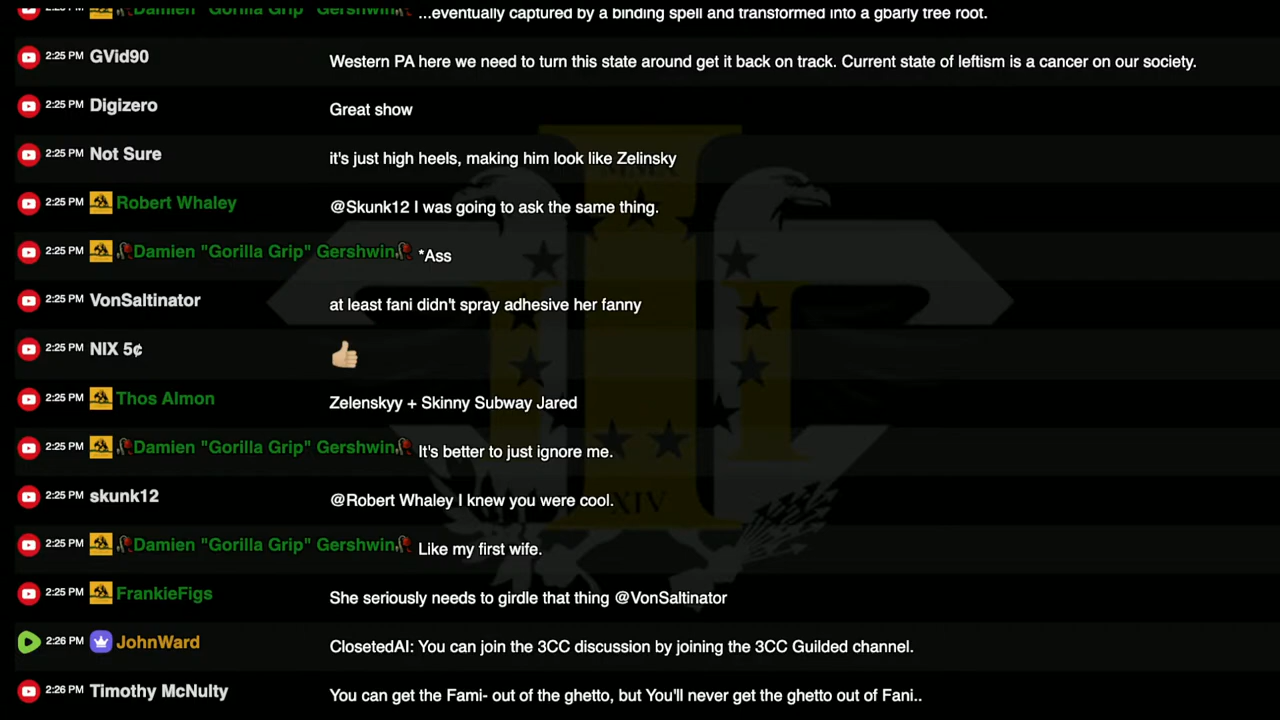 2:25 PM Damien "Gorilla Grip" Gershwin ...eventually captured by a binding spell and transformed into a gbarly tree root.
2:25 PM GVid90 Western PA here we need to turn this state around get it back on track. Current state of leftism is a cancer on our society.
2:25 PM Digizero Great show
2:25 PM Not Sure it's just high heels, making him look like Zelinsky
2:25 PM Robert Whaley @Skunk12 I was going to ask the same thing.
2:25 PM Damien "Gorilla Grip" Gershwin *Ass
2:25 PM VonSaltinator at least fani didn't spray adhesive her fanny
2:25 PM NIX 5¢ 👍🏼
2:25 PM Thos Almon Zelenskyy + Skinny Subway Jared
2:25 PM Damien "Gorilla Grip" Gershwin It's better to just ignore me.
2:25 PM skunk12 @Robert Whaley I knew you were cool.
2:25 PM Damien "Gorilla Grip" Gershwin Like my first wife.
2:25 PM FrankieFigs She seriously needs to girdle that thing @VonSaltinator
2:26 PM JohnWard ClosetedAI: You can join the 3CC discussion by joining the 3CC Guilded channel.
2:26 PM Timothy McNulty You can get the Fami- out of the ghetto, but You'll never get the ghetto out of Fani..
XIV